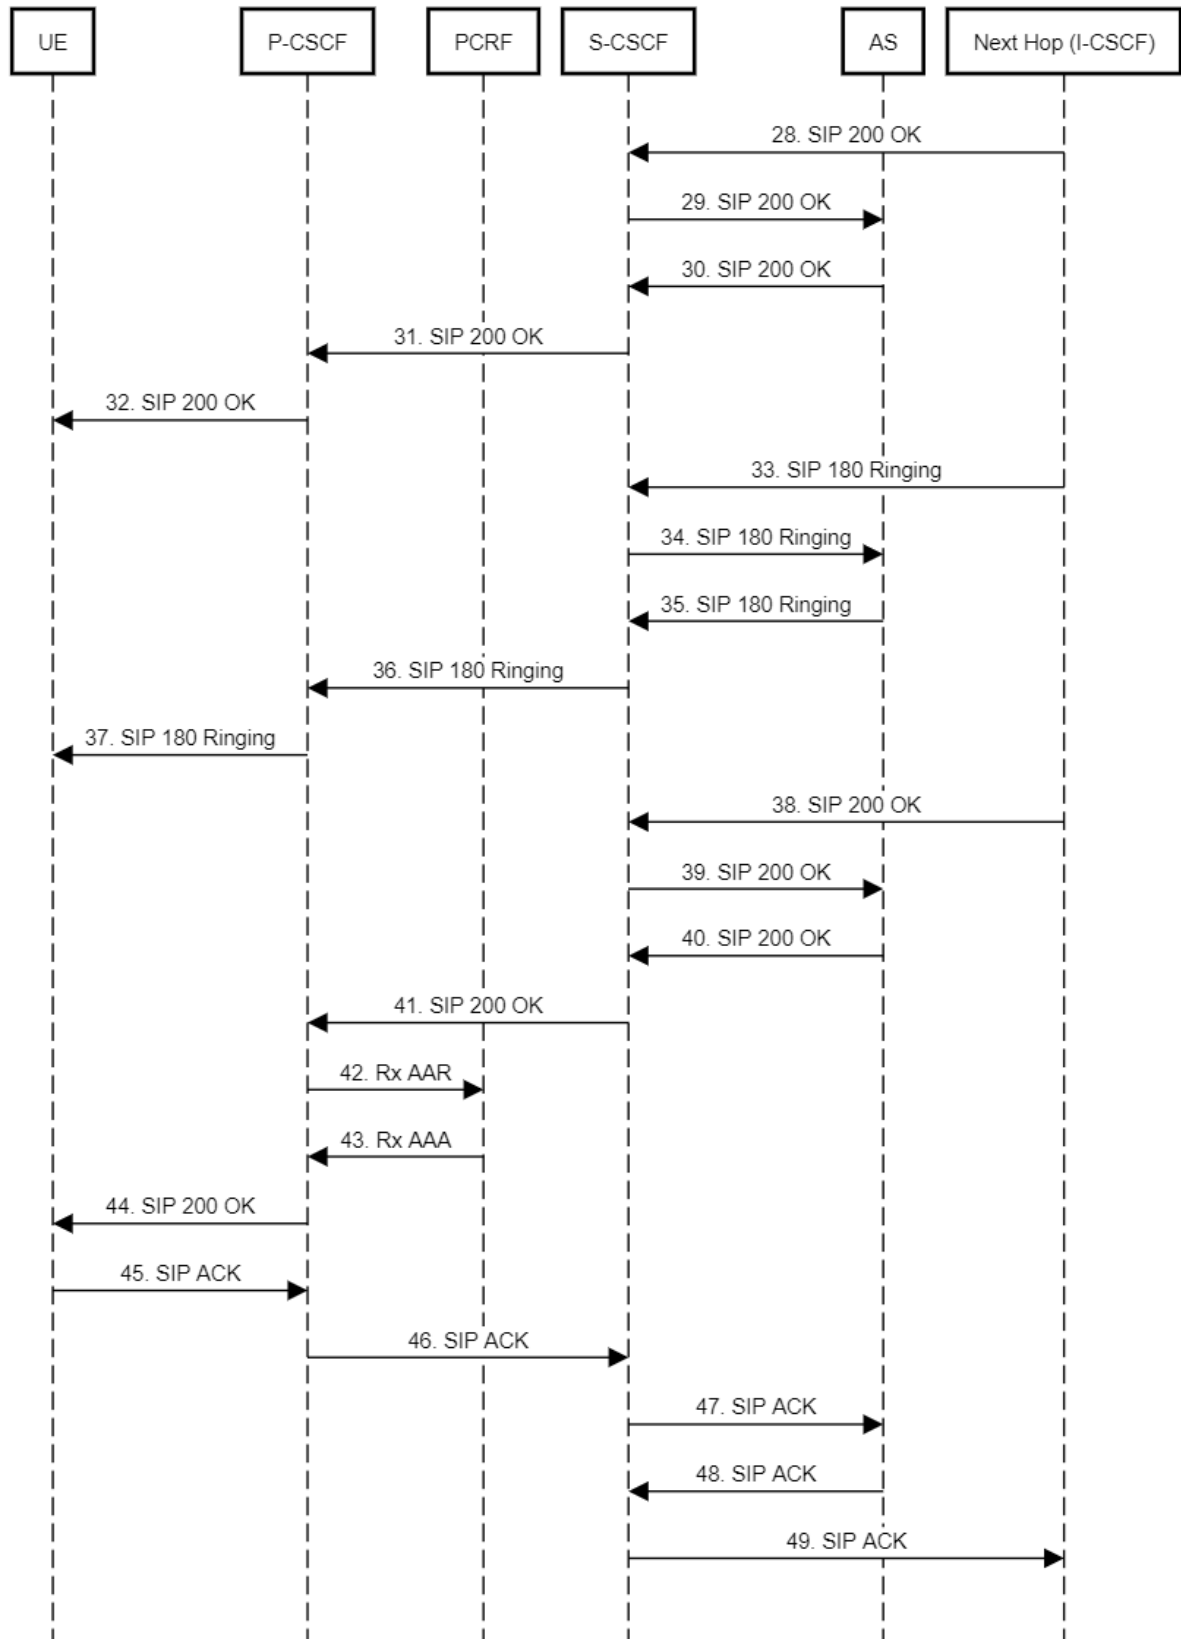 UE
P-CSCF
PCRF
S-CSCF
AS
Next Hop (I-CSCF)
28. SIP 200 OK
29. SIP 200 OK
30. SIP 200 OK
31. SIP 200 OK
32. SIP 200 OK
33. SIP 180 Ringing
34. SIP 180 Ringing
35. SIP 180 Ringing
36. SIP 180 Ringing
37. SIP 180 Ringing
38. SIP 200 OK
39. SIP 200 OK
40. SIP 200 OK
41. SIP 200 OK
42. Rx AAR
43. Rx AAA
44. SIP 200 OK
45. SIP ACK
46. SIP ACK
47. SIP ACK
48. SIP ACK
49. SIP ACK